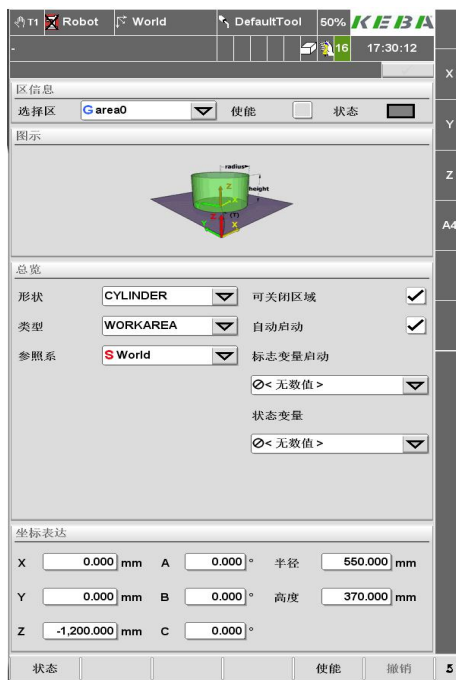 T1 Robot World DefaultTool 50% KEBA
- 16 17:30:12
区信息
选择区 G area0 使能 状态
图示
radius
Z
height
X
Z (T)
Y X
总览
形状 CYLINDER 可关闭区域
类型 WORKAREA 自动启动
参照系 S World 标志变量启动
<无数值>
状态变量
<无数值>
坐标表达
X 0.000 mm A 0.000 ° 半径 550.000 mm
Y 0.000 mm B 0.000 ° 高度 370.000 mm
Z -1,200.000 mm C 0.000 °
状态 使能 撤销 5
X
Y
Z
A4